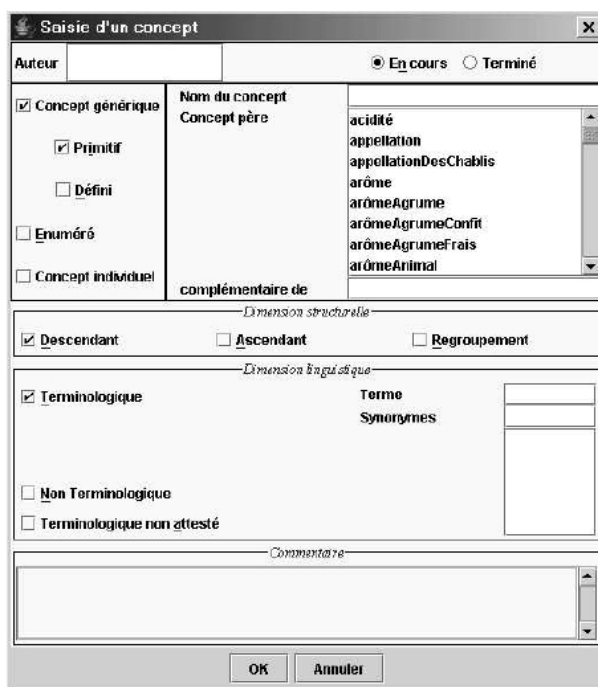 Saisie d'un concept
Auteur
En cours
Terminé
Concept générique
Primitif
Défini
Enuméré
Concept individuel
Nom du concept
Concept père
acidité
appellation
appellationDesChablis
arôme
arômeAgrume
arômeAgrumeConfit
arômeAgrumeFrais
arômeAnimal
complémentaire de
Dimension structurelle
Descendant
Ascendant
Regroupement
Dimension linguistique
Terminologique
Terme
Synonymes
Non Terminologique
Terminologique non attesté
Commentaire
OK
Annuler